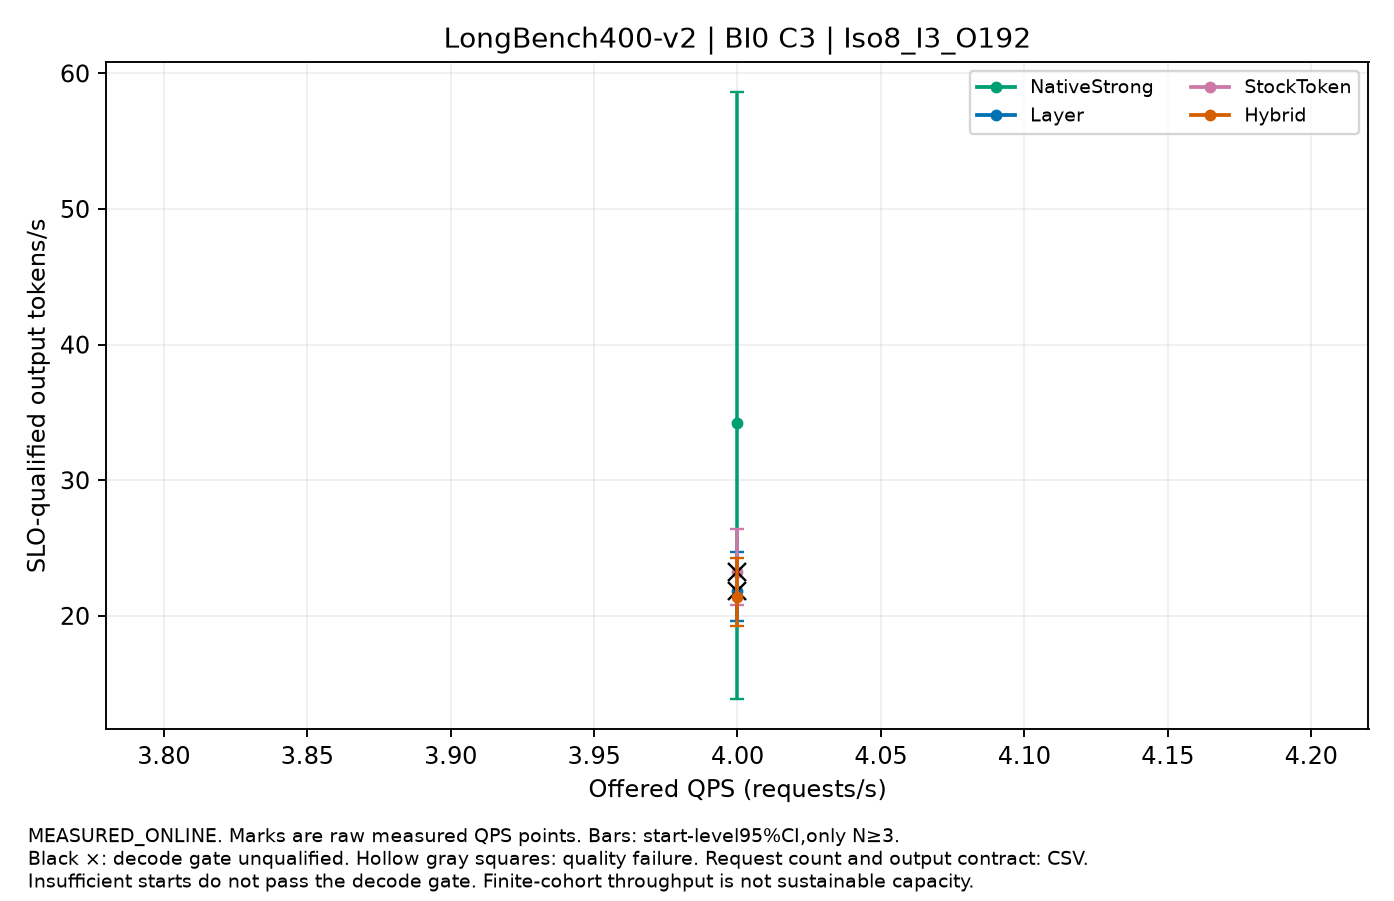 LongBench400-v2 | BI0 C3 | Iso8_I3_O192
NativeStrong
Layer
StockToken
Hybrid
SLO-qualified output tokens/s
60
50
40
30
20
3.80
3.85
3.90
3.95
4.00
4.05
4.10
4.15
4.20
Offered QPS (requests/s)
MEASURED_ONLINE. Marks are raw measured QPS points. Bars: start-level95%CI,only N≥3.
Black ×: decode gate unqualified. Hollow gray squares: quality failure. Request count and output contract: CSV.
Insufficient starts do not pass the decode gate. Finite-cohort throughput is not sustainable capacity.